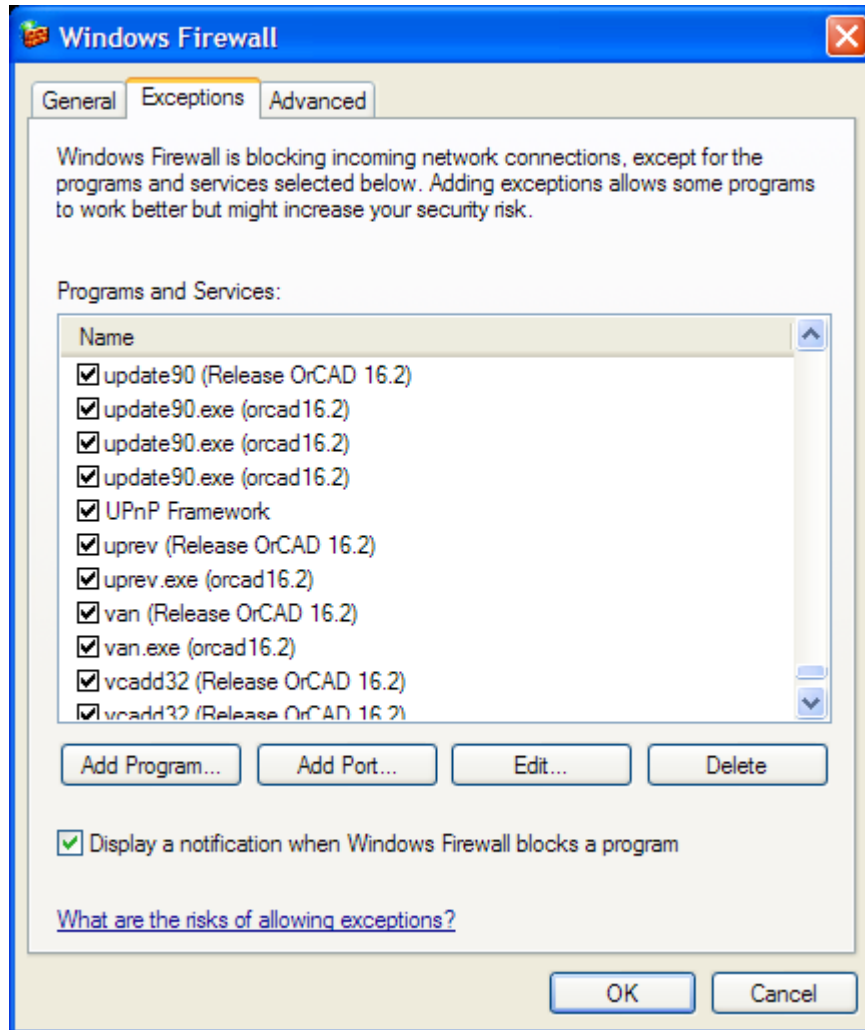 Windows Firewall
General
Exceptions
Advanced
Windows Firewall is blocking incoming network connections, except for the
programs and services selected below. Adding exceptions allows some programs
to work better but might increase your security risk.
Programs and Services:
Name
update90 (Release OrCAD 16.2)
update90.exe (orcad16.2)
update90.exe (orcad16.2)
update90.exe (orcad16.2)
UPnP Framework
uprev (Release OrCAD 16.2)
uprev.exe (orcad16.2)
van (Release OrCAD 16.2)
van.exe (orcad16.2)
vcadd32 (Release OrCAD 16.2)
vcadd32 (Release OrCAD 16.2)
Add Program...
Add Port...
Edit...
Delete
Display a notification when Windows Firewall blocks a program
What are the risks of allowing exceptions?
OK
Cancel